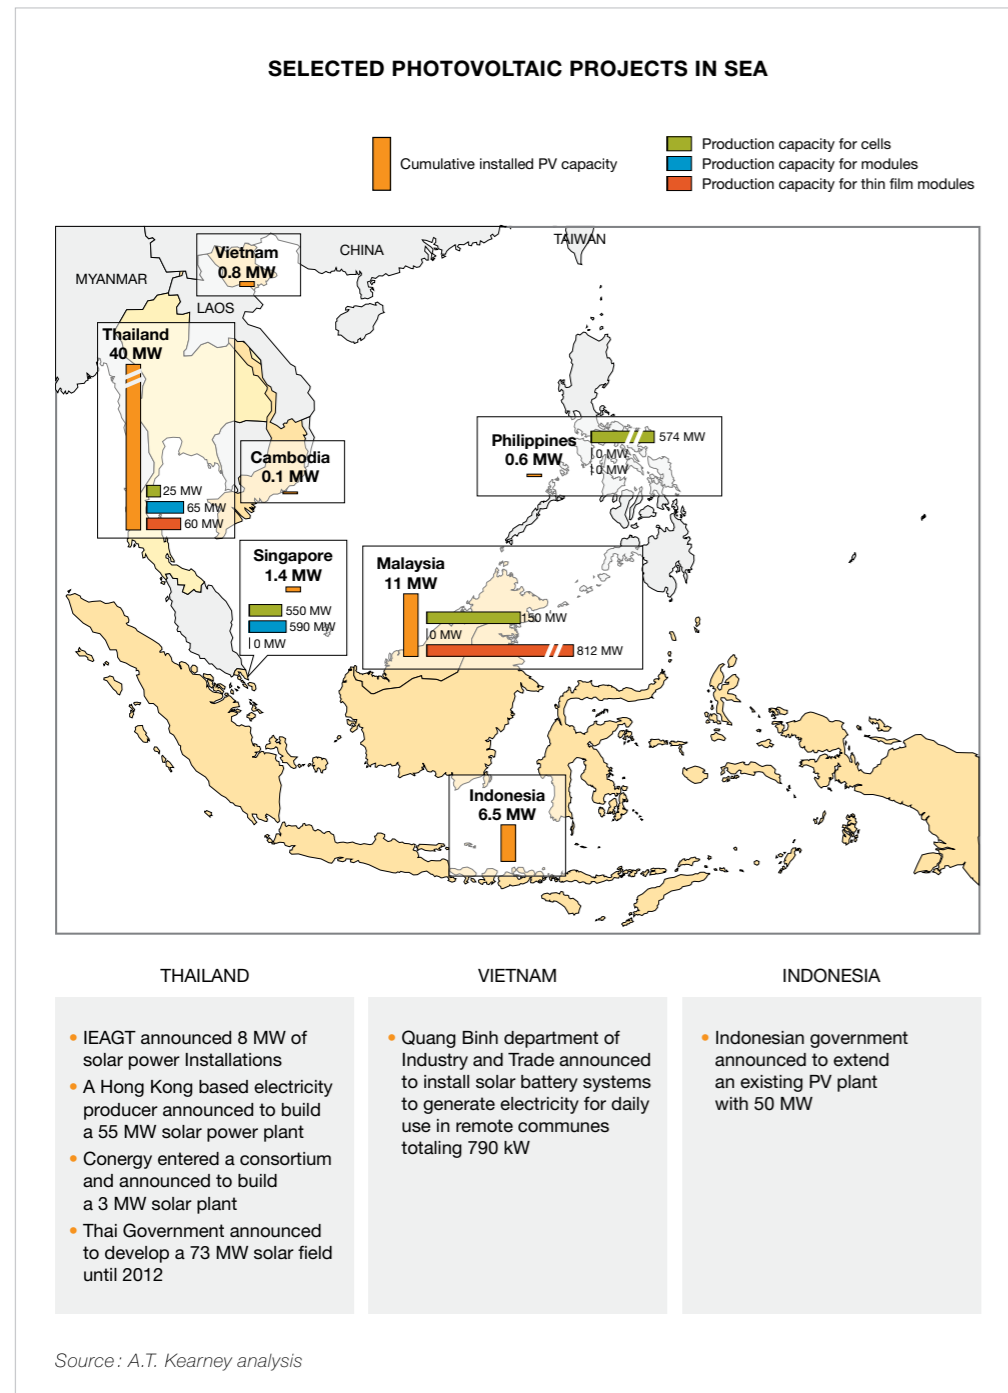 SELECTED PHOTOVOLTAIC PROJECTS IN SEA
Cumulative installed PV capacity
Production capacity for cells
Production capacity for modules
Production capacity for thin film modules
TAIWAN
CHINA
Vietnam
0.8 MW
MYANMAR
LAOS
Thailand
40 MW
25 MW
65 MW
60 MW
Cambodia
0.1 MW
Philippines
0.6 MW
574 MW
0 MW
0 MW
Singapore
1.4 MW
550 MW
590 MW
0 MW
Malaysia
11 MW
150 MW
0 MW
812 MW
Indonesia
6.5 MW
THAILAND
• IEAGT announced 8 MW of
solar power Installations
• A Hong Kong based electricity
producer announced to build
a 55 MW solar power plant
• Conergy entered a consortium
and announced to build
a 3 MW solar plant
• Thai Government announced
to develop a 73 MW solar field
until 2012
VIETNAM
• Quang Binh department of
Industry and Trade announced
to install solar battery systems
to generate electricity for daily
use in remote communes
totaling 790 kW
INDONESIA
• Indonesian government
announced to extend
an existing PV plant
with 50 MW
Source: A.T. Kearney analysis